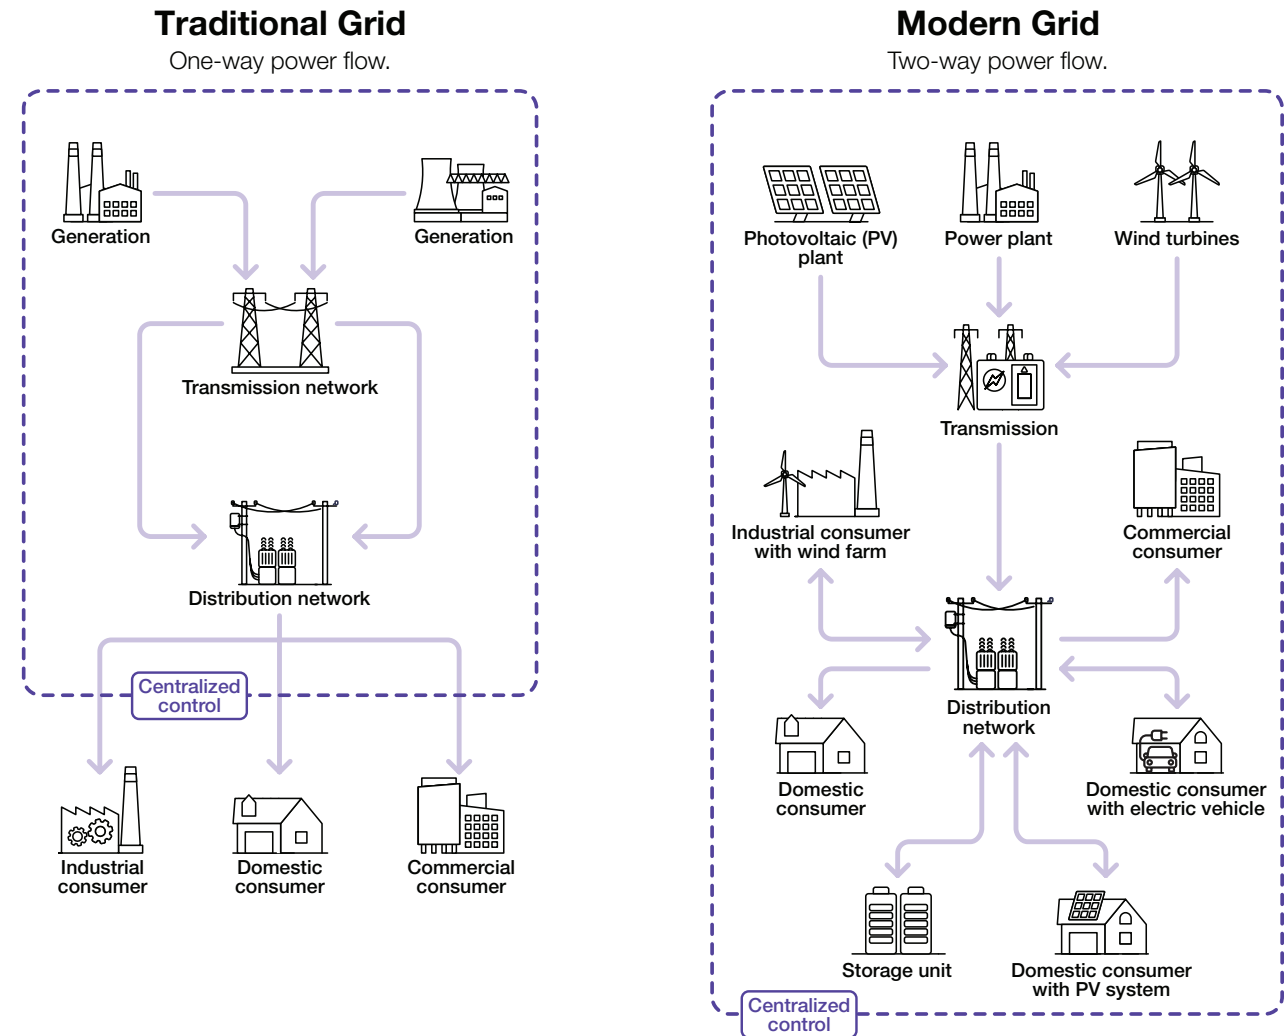 Traditional Grid
One-way power flow.
Generation
Generation
Transmission network
Distribution network
Centralized
control
Industrial
consumer
Domestic
consumer
Commercial
consumer
Modern Grid
Two-way power flow.
Photovoltaic (PV)
plant
Power plant
Wind turbines
Transmission
Industrial consumer
with wind farm
Commercial
consumer
Distribution
network
Domestic
consumer
Domestic consumer
with electric vehicle
Storage unit
Domestic consumer
with PV system
Centralized
control